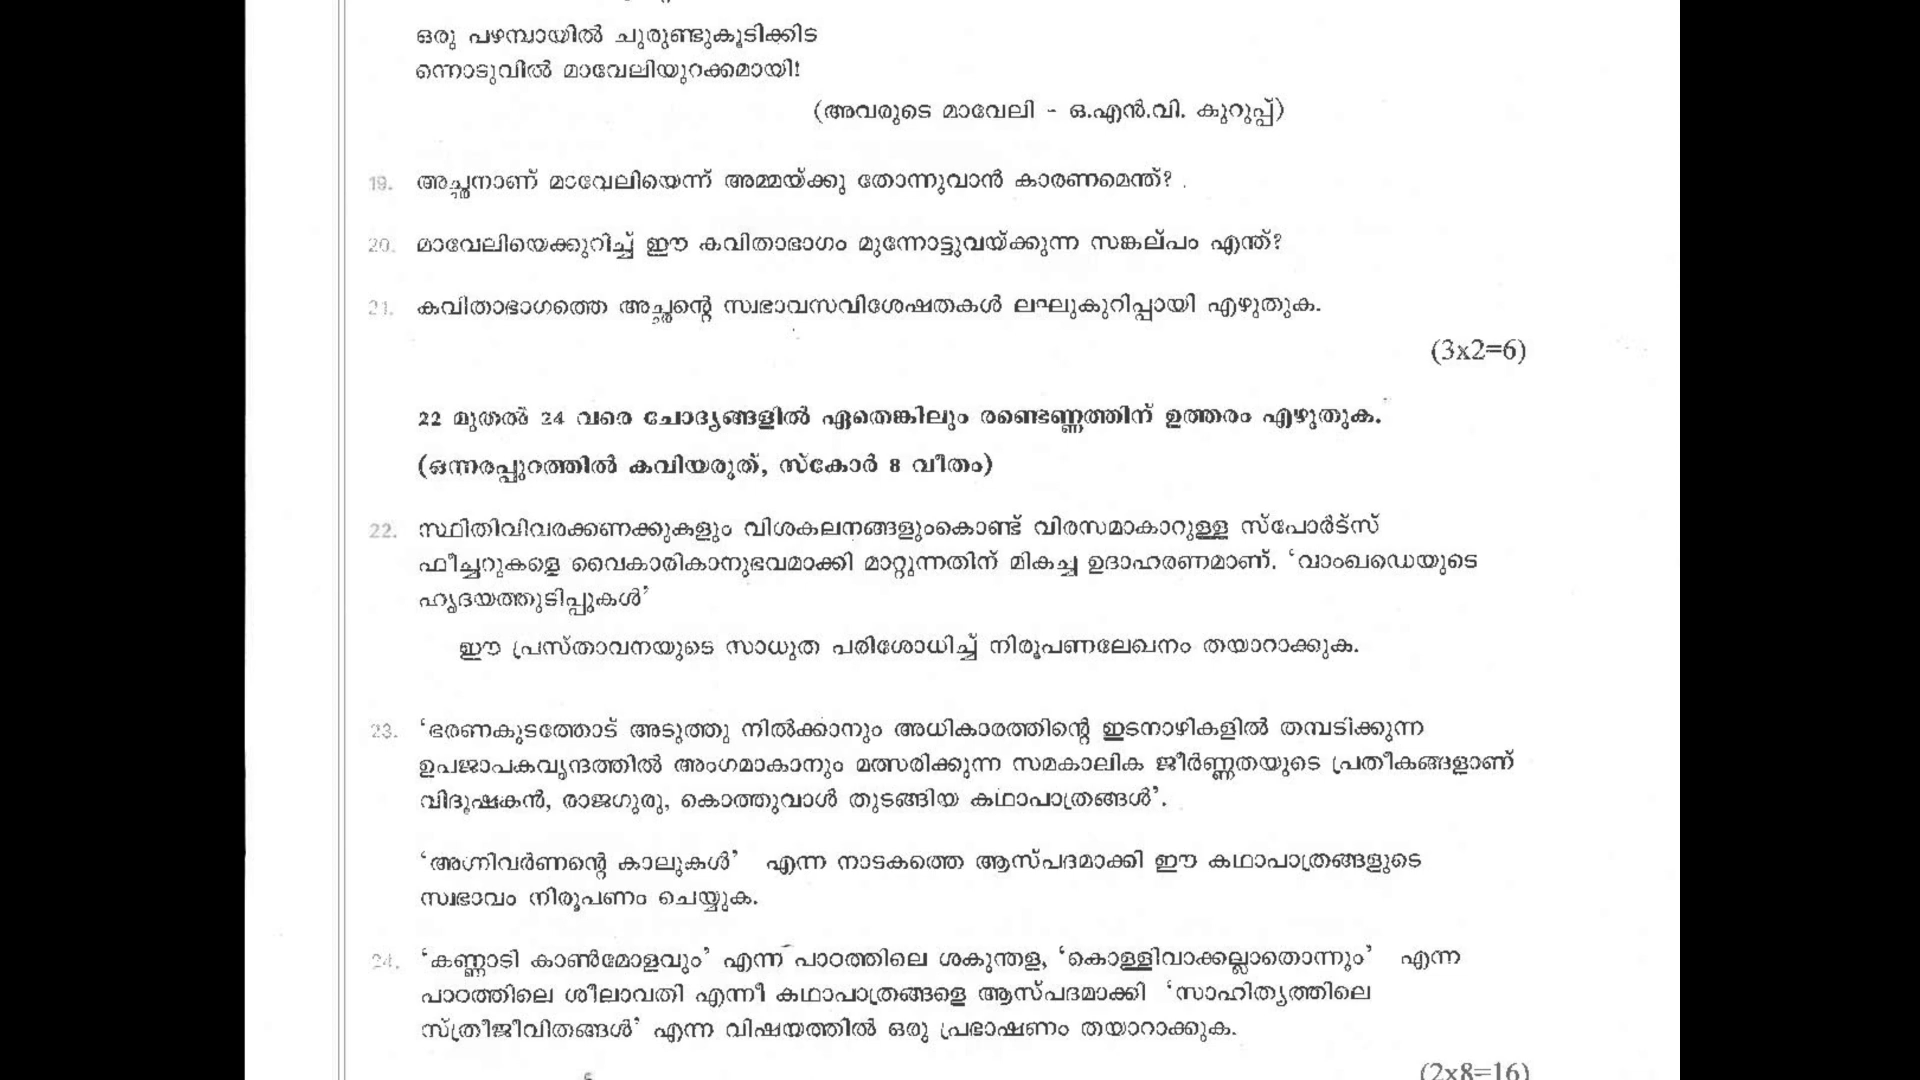 ഒരു പഴമ്പായിൽ ചുരുണ്ടുകൂടിക്കിട
ന്നൊടുവിൽ മാവേലിയുറക്കമായി!
(അവരുടെ മാവേലി - ഒ.എൻ.വി. കുറുപ്പ്)
19. അച്ഛനാണ് മാവേലിയെന്ന് അമ്മയ്ക്കു തോന്നുവാൻ കാരണമെന്ത്?
20. മാവേലിയെക്കുറിച്ച് ഈ കവിതാഭാഗം മുന്നോട്ടുവയ്ക്കുന്ന സങ്കല്പം എന്ത്?
21. കവിതാഭാഗത്തെ അച്ഛന്റെ സ്വഭാവസവിശേഷതകൾ ലഘുകുറിപ്പായി എഴുതുക.
(3x2=6)
22 മുതൽ 24 വരെ ചോദ്യങ്ങളിൽ ഏതെങ്കിലും രണ്ടെണ്ണത്തിന് ഉത്തരം എഴുതുക.
(ഒന്നരപ്പുറത്തിൽ കവിയരുത്, സ്കോർ 8 വീതം)
22. സ്ഥിതിവിവരക്കണക്കുകളും വിശകലനങ്ങളുംകൊണ്ട് വിരസമാകാറുള്ള സ്പോർട്സ്
ഫീച്ചറുകളെ വൈകാരികാനുഭവമാക്കി മാറ്റുന്നതിന് മികച്ച ഉദാഹരണമാണ്. ‘വാംഖഡെയുടെ
ഹൃദയത്തുടിപ്പുകൾ’
ഈ പ്രസ്താവനയുടെ സാധുത പരിശോധിച്ച് നിരൂപണലേഖനം തയാറാക്കുക.
23. ‘ഭരണകൂടത്തോട് അടുത്തു നിൽക്കാനും അധികാരത്തിന്റെ ഇടനാഴികളിൽ തമ്പടിക്കുന്ന
ഉപജാപകവൃന്ദത്തിൽ അംഗമാകാനും മത്സരിക്കുന്ന സമകാലിക ജീർണ്ണതയുടെ പ്രതീകങ്ങളാണ്
വിദൂഷകൻ, രാജഗുരു, കൊത്തുവാൾ തുടങ്ങിയ കഥാപാത്രങ്ങൾ’.
‘അഗ്നിവർണന്റെ കാലുകൾ’ എന്ന നാടകത്തെ ആസ്പദമാക്കി ഈ കഥാപാത്രങ്ങളുടെ
സ്വഭാവം നിരൂപണം ചെയ്യുക.
24. ‘കണ്ണാടി കാൺമോളവും’ എന്ന് പാഠത്തിലെ ശകുന്തള, ‘കൊള്ളിവാക്കല്ലാതൊന്നും’ എന്ന
പാഠത്തിലെ ശീലാവതി എന്നീ കഥാപാത്രങ്ങളെ ആസ്പദമാക്കി ‘സാഹിത്യത്തിലെ
സ്ത്രീജീവിതങ്ങൾ’ എന്ന വിഷയത്തിൽ ഒരു പ്രഭാഷണം തയാറാക്കുക.
(2x8=16)